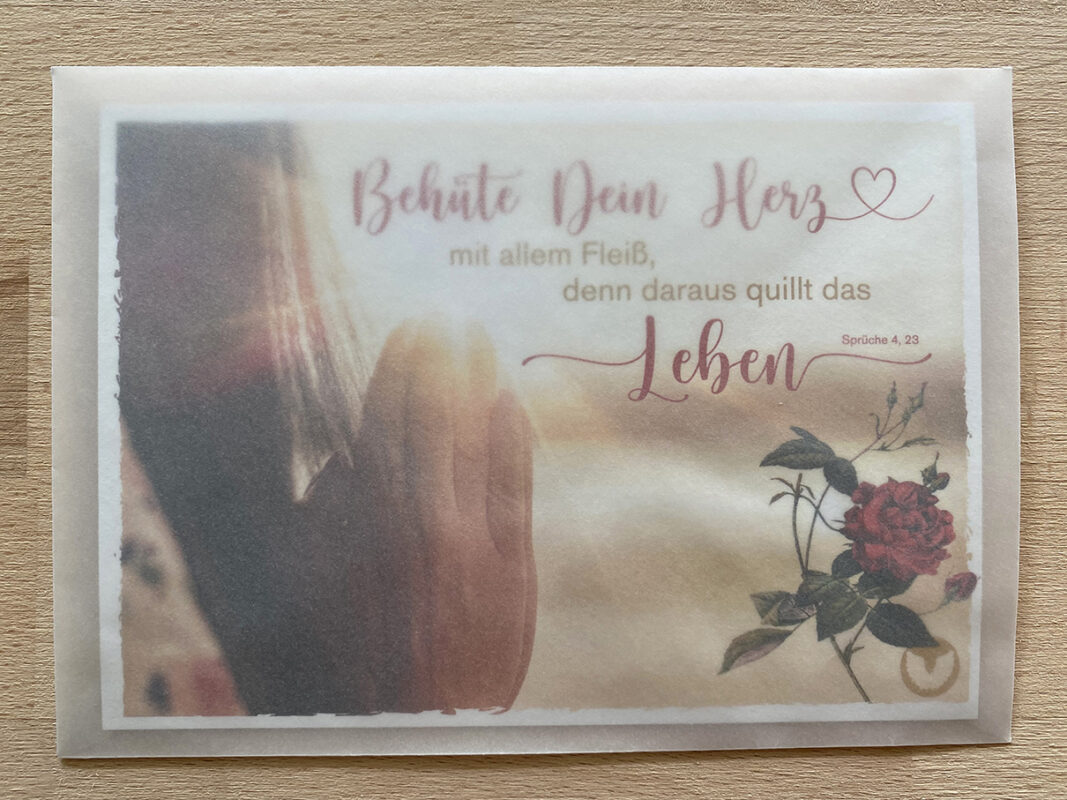 Behüte Dein Herz
mit allem Fleiß,
denn daraus quillt das
Leben
Sprüche 4, 23